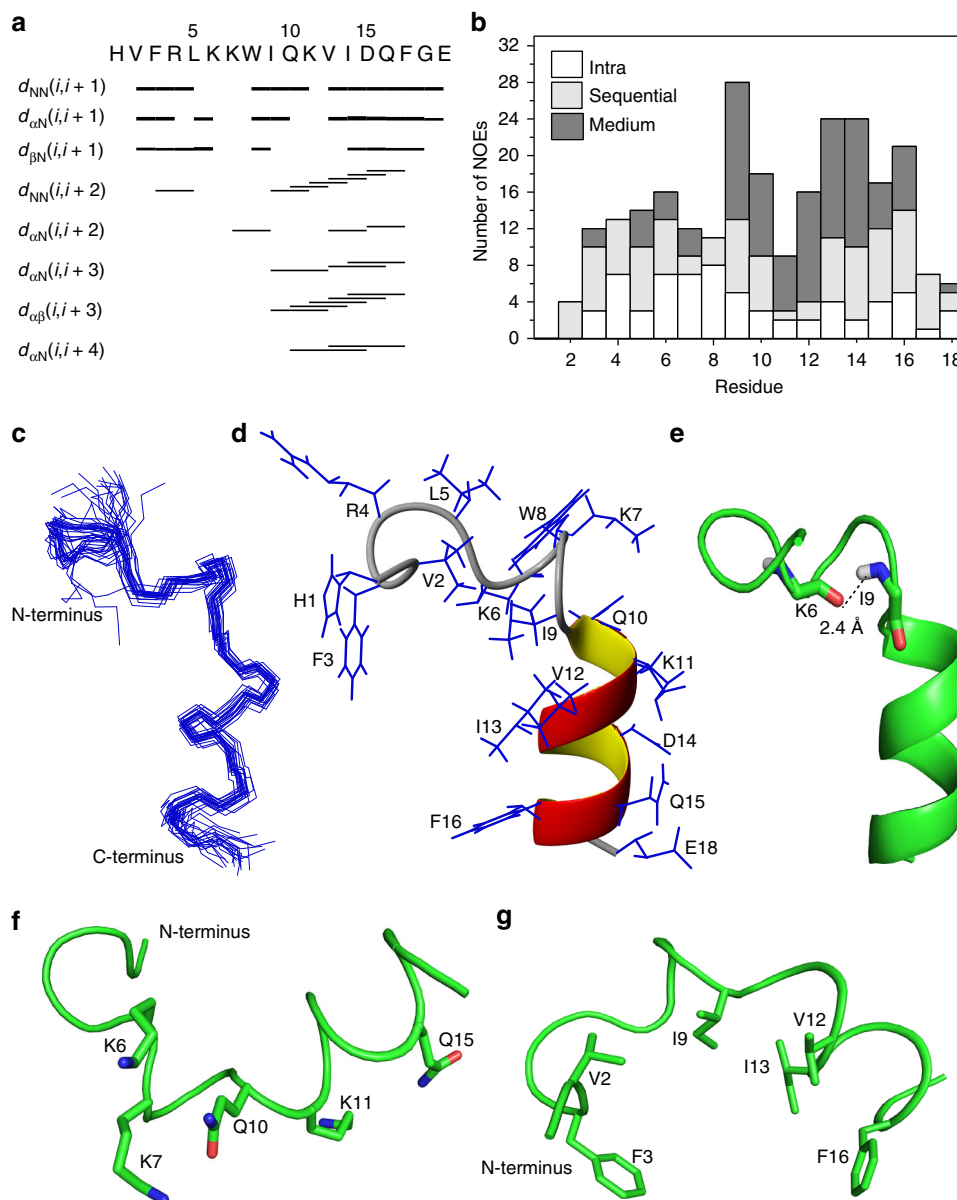 a
5 15
H V F R L K K W I Q K V I D Q F G E
dNN(i,i + 1)
dαN(i,i + 1)
dβN(i,i + 1)
dNN(i,i + 2)
dαN(i,i + 2)
dαN(i,i + 3)
dαβ(i,i + 3)
dαN(i,i + 4)
b
32
28
24
20
16
12
8
4
0
Number of NOEs
Intra
Sequential
Medium
2 4 6 8 10 12 14 16 18
Residue
c
N-terminus
C-terminus
d
R4
L5
W8
K7
H1
V2
K6
I9
Q10
F3
V12
K11
I13
D14
F16
Q15
E18
e
K6
I9
2.4 Å
f
N-terminus
K6
Q15
K11
Q10
K7
g
I9
V12
I13
V2
N-terminus
F3
F16